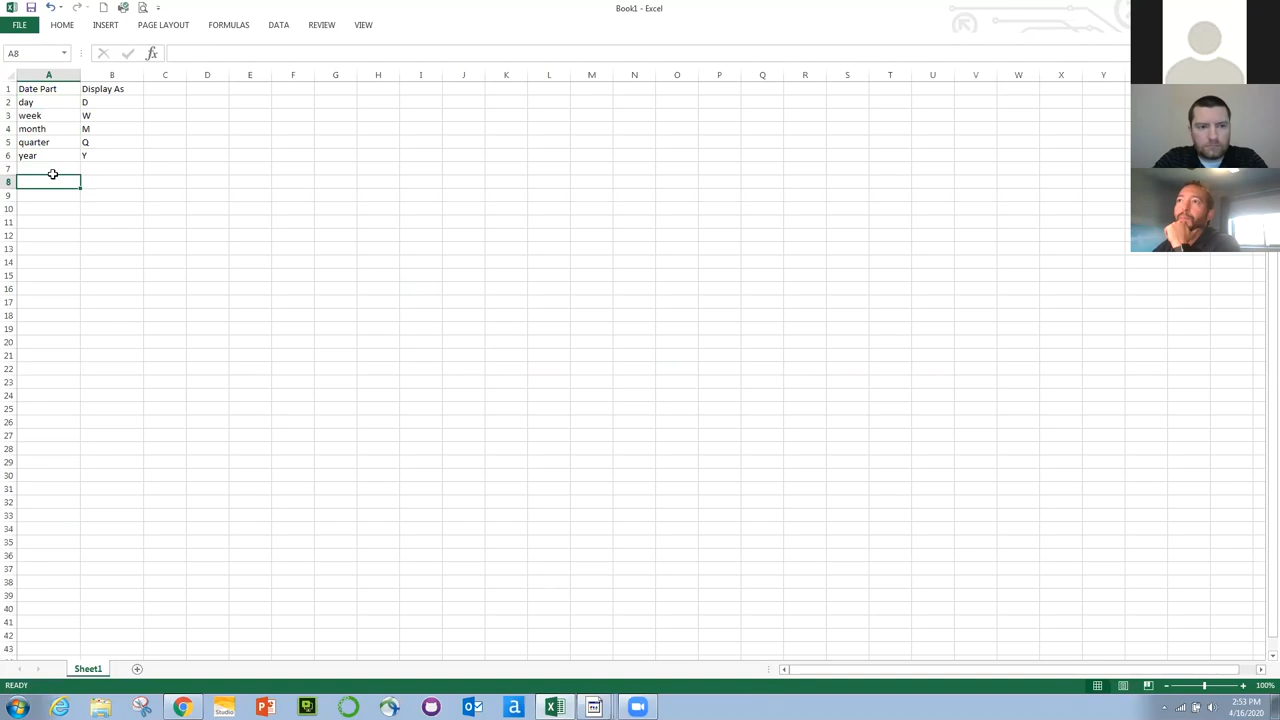 Book1 - Excel
FILE HOME INSERT PAGE LAYOUT FORMULAS DATA REVIEW VIEW
A8 fx
A B C D E F G H I J K L M N O P Q R S T U V W X Y
1 Date Part Display As
2 day D
3 week W
4 month M
5 quarter Q
6 year Y
7
8
9
10
11
12
13
14
15
16
17
18
19
20
21
22
23
24
25
26
27
28
29
30
31
32
33
34
35
36
37
38
39
40
41
42
43
Sheet1
READY 100%
Studio
2:53 PM
4/16/2020